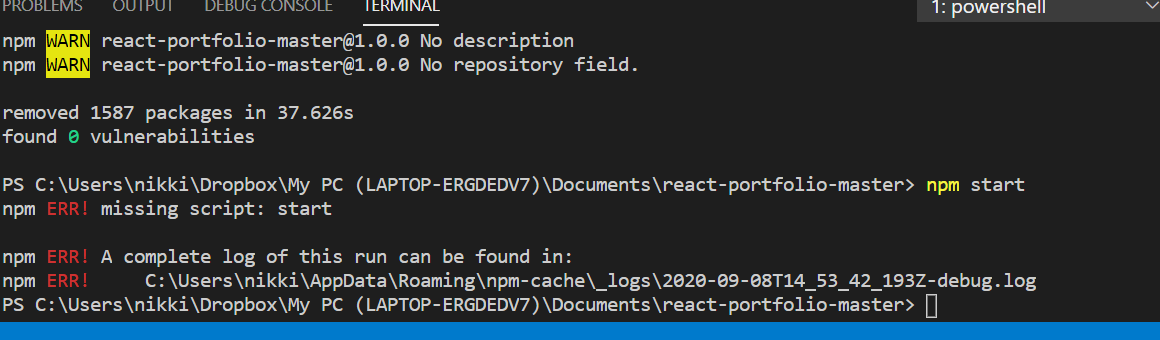 PROBLEMS OUTPUT DEBUG CONSOLE TERMINAL 1: powershell
npm WARN react-portfolio-master@1.0.0 No description
npm WARN react-portfolio-master@1.0.0 No repository field.
removed 1587 packages in 37.626s
found 0 vulnerabilities
PS C:\Users\nikki\Dropbox\My PC (LAPTOP-ERGDEDV7)\Documents\react-portfolio-master> npm start
npm ERR! missing script: start
npm ERR! A complete log of this run can be found in:
npm ERR!     C:\Users\nikki\AppData\Roaming\npm-cache\_logs\2020-09-08T14_53_42_193Z-debug.log
PS C:\Users\nikki\Dropbox\My PC (LAPTOP-ERGDEDV7)\Documents\react-portfolio-master>